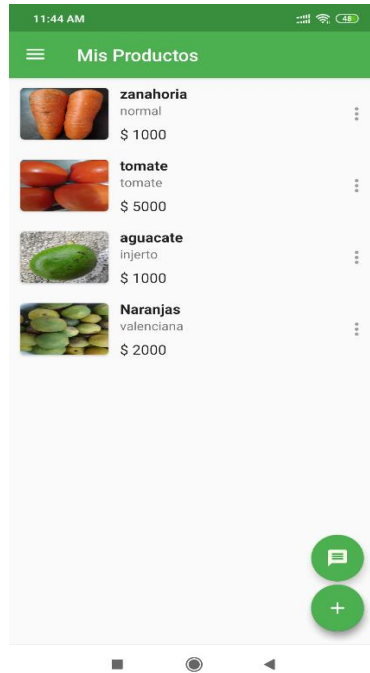 11:44 AM
48
Mis Productos
zanahoria
normal
$ 1000
tomate
tomate
$ 5000
aguacate
injerto
$ 1000
Naranjas
valenciana
$ 2000